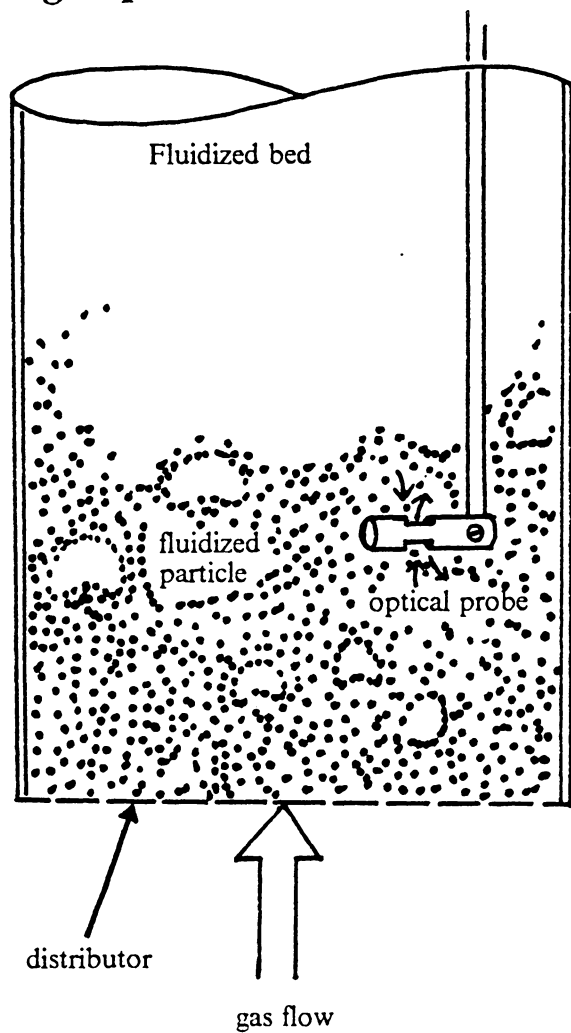 Fluidized bed
fluidized
particle
optical probe
distributor
gas flow